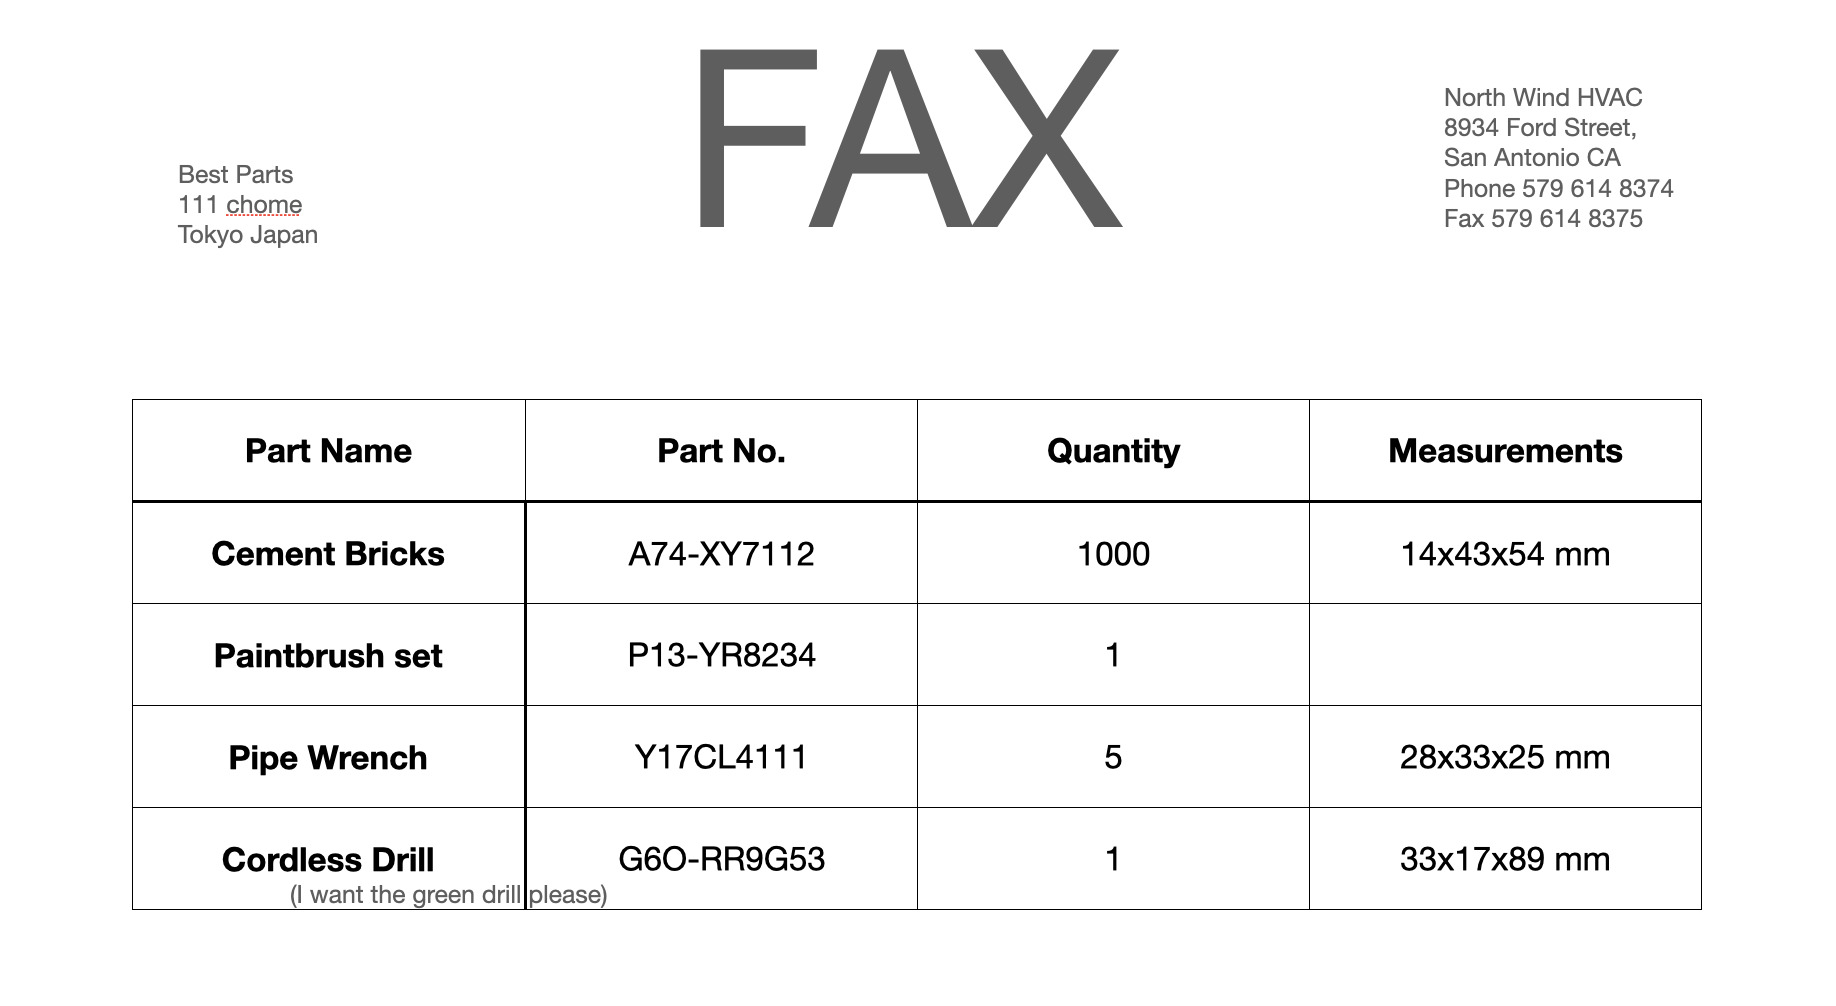 FAX
Best Parts
111 chome
Tokyo Japan
North Wind HVAC
8934 Ford Street,
San Antonio CA
Phone 579 614 8374
Fax 579 614 8375
Part Name Part No. Quantity Measurements
Cement Bricks A74-XY7112 1000 14x43x54 mm
Paintbrush set P13-YR8234 1
Pipe Wrench Y17CL4111 5 28x33x25 mm
Cordless Drill G6O-RR9G53 1 33x17x89 mm
(I want the green drill please)